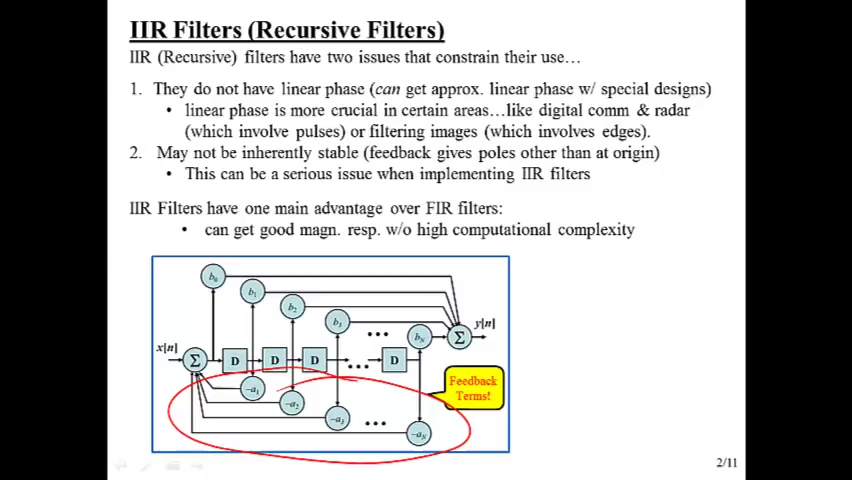 IIR Filters (Recursive Filters)
IIR (Recursive) filters have two issues that constrain their use…
1. They do not have linear phase (can get approx. linear phase w/ special designs)
• linear phase is more crucial in certain areas…like digital comm & radar
(which involve pulses) or filtering images (which involves edges).
2. May not be inherently stable (feedback gives poles other than at origin)
• This can be a serious issue when implementing IIR filters
IIR Filters have one main advantage over FIR filters:
• can get good magn. resp. w/o high computational complexity
b₀
b₁
b₂
b₃
•••
bN
y[n]
x[n]
Σ
D
D
D
•••
D
Σ
Feedback
Terms!
−a₁
−a₂
−a₃
•••
−aN
2/11